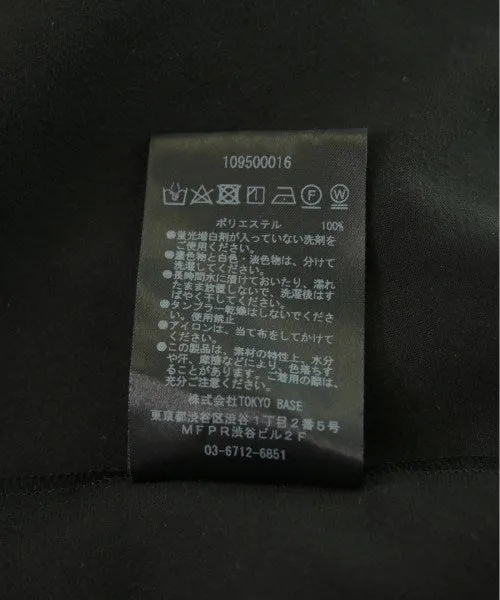 109500016
F W
ポリエステル 100%
●蛍光増白剤が入っていない洗剤を
ご使用ください。
●濃色物と白色・淡色物は、分けて
洗濯してください。
●長時間水に漬けておいたり、濡れ
たまま放置しないで、洗濯後はす
ばやく干してください。
●タンブラー乾燥はしないでくださ
い。使用禁止
●アイロンは、当て布をしてかけて
ください。
●この製品は、素材の特性上、水分
や汗、摩擦などにより、色落ちす
ることがあります。ご着用の際は、
充分ご注意ください。
株式会社TOKYO BASE
東京都渋谷区渋谷1丁目2番5号
MFPR渋谷ビル2F
03-6712-6851